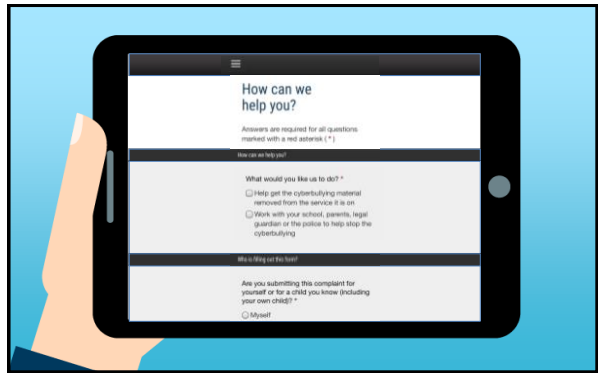 How can we
help you?
Answers are required for all questions
marked with a red asterisk ( * )
How can we help you?
What would you like us to do? *
Help get the cyberbullying material
removed from the service it is on
Work with your school, parents, legal
guardian or the police to help stop the
cyberbullying
Who is filling out this form?
Are you submitting this complaint for
yourself or for a child you know (including
your own child)? *
Myself